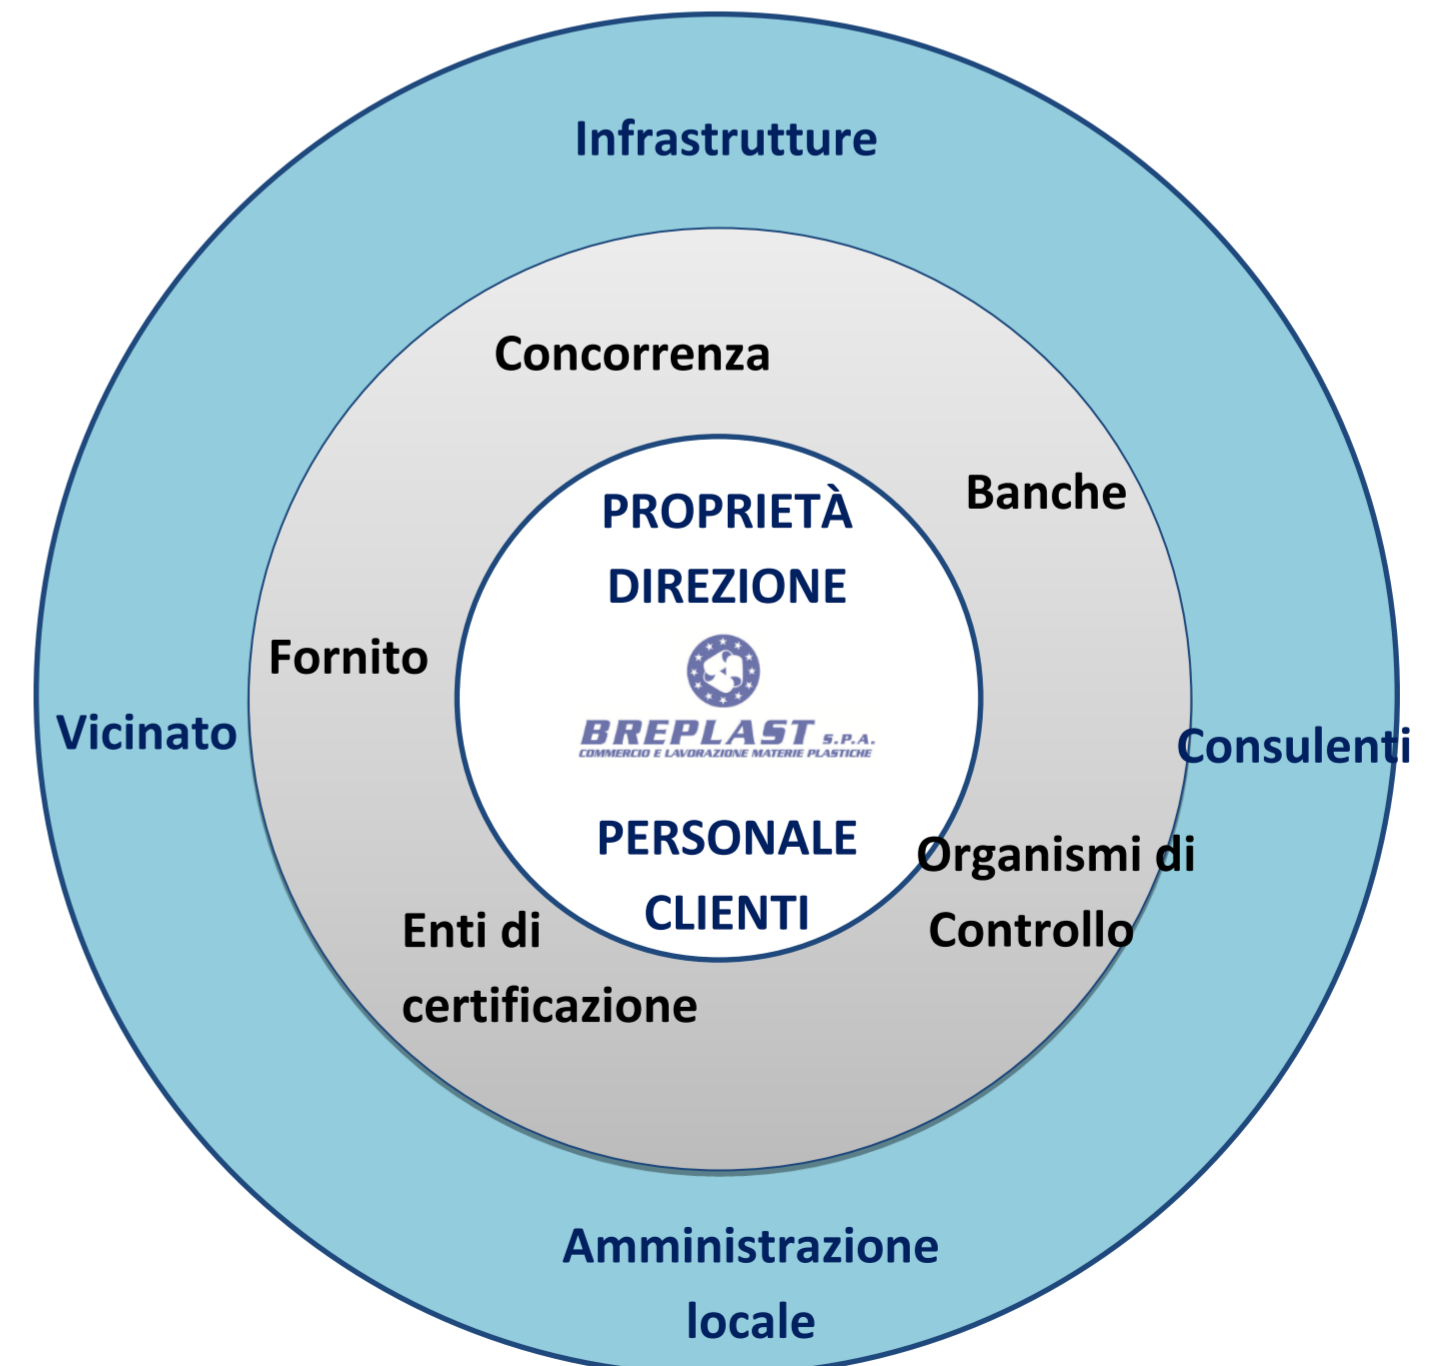 Infrastrutture
Concorrenza
Banche
PROPRIETÀ
DIREZIONE
Fornito
Vicinato
BREPLAST S.P.A.
COMMERCIO E LAVORAZIONE MATERIE PLASTICHE
Consulenti
PERSONALE
CLIENTI
Organismi di
Controllo
Enti di
certificazione
Amministrazione
locale